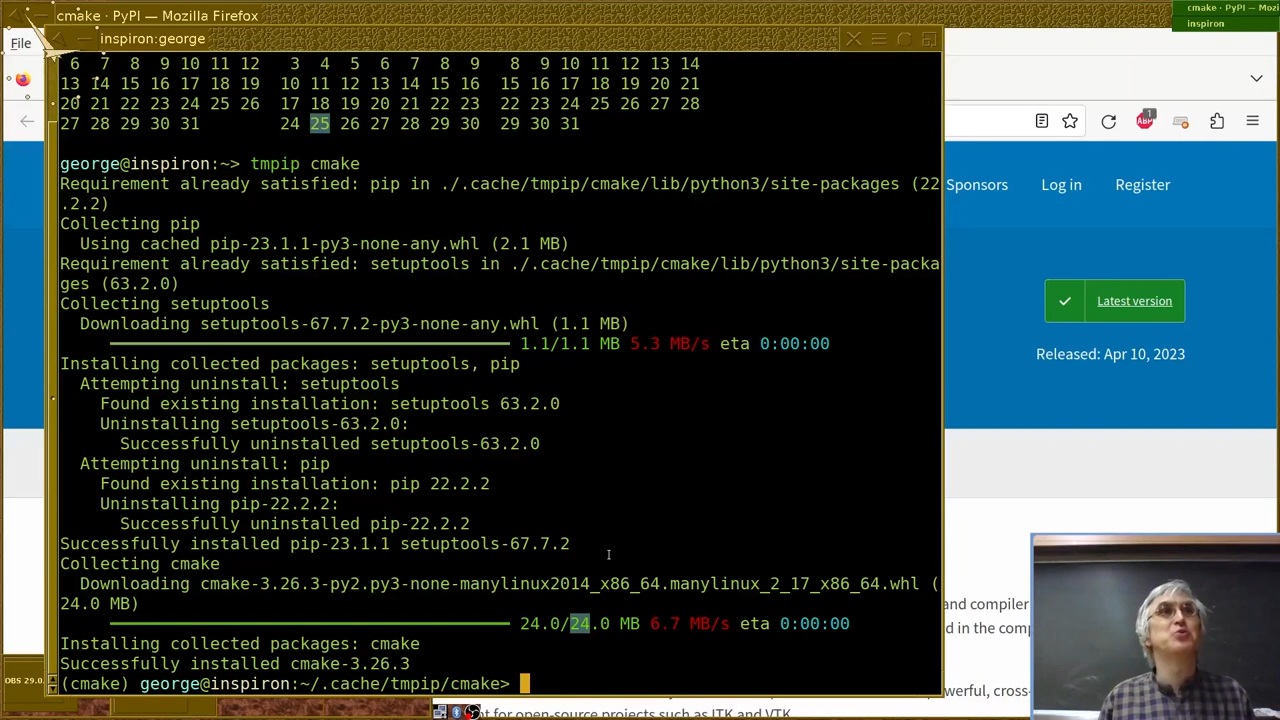 cmake · PyPI — Mozilla Firefox
cmake · PyPI — Mozi
inspiron
inspiron:george
File
6 7 8 9 10 11 12 3 4 5 6 7 8 9 8 9 10 11 12 13 14
13 14 15 16 17 18 19 10 11 12 13 14 15 16 15 16 17 18 19 20 21
20 21 22 23 24 25 26 17 18 19 20 21 22 23 22 23 24 25 26 27 28
27 28 29 30 31 24 25 26 27 28 29 30 29 30 31
george@inspiron:~> tmpip cmake
Requirement already satisfied: pip in ./.cache/tmpip/cmake/lib/python3/site-packages (22
.2.2)
Collecting pip
Using cached pip-23.1.1-py3-none-any.whl (2.1 MB)
Requirement already satisfied: setuptools in ./.cache/tmpip/cmake/lib/python3/site-packa
ges (63.2.0)
Collecting setuptools
Downloading setuptools-67.7.2-py3-none-any.whl (1.1 MB)
1.1/1.1 MB 5.3 MB/s eta 0:00:00
Installing collected packages: setuptools, pip
Attempting uninstall: setuptools
Found existing installation: setuptools 63.2.0
Uninstalling setuptools-63.2.0:
Successfully uninstalled setuptools-63.2.0
Attempting uninstall: pip
Found existing installation: pip 22.2.2
Uninstalling pip-22.2.2:
Successfully uninstalled pip-22.2.2
Successfully installed pip-23.1.1 setuptools-67.7.2
Collecting cmake
Downloading cmake-3.26.3-py2.py3-none-manylinux2014_x86_64.manylinux_2_17_x86_64.whl (
24.0 MB)
24.0/24.0 MB 6.7 MB/s eta 0:00:00
Installing collected packages: cmake
Successfully installed cmake-3.26.3
(cmake) george@inspiron:~/.cache/tmpip/cmake>
ABP
1
Sponsors Log in Register
Latest version
Released: Apr 10, 2023
and compiler
d in the comp
werful, cross-
nt for open-source projects such as ITK and VTK.
OBS 29.0.